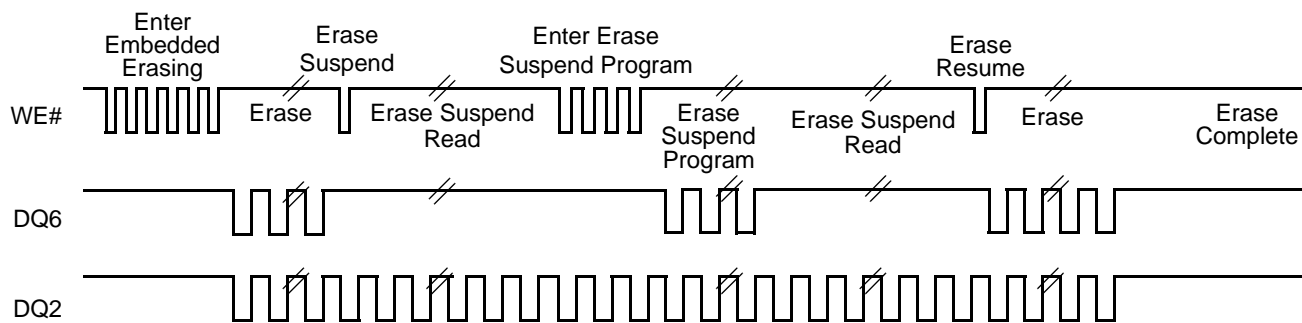 Enter
Embedded
Erasing
Erase
Suspend
Enter Erase
Suspend Program
Erase
Resume
WE#
Erase
Erase Suspend
Read
Erase
Suspend
Program
Erase Suspend
Read
Erase
Erase
Complete
DQ6
DQ2